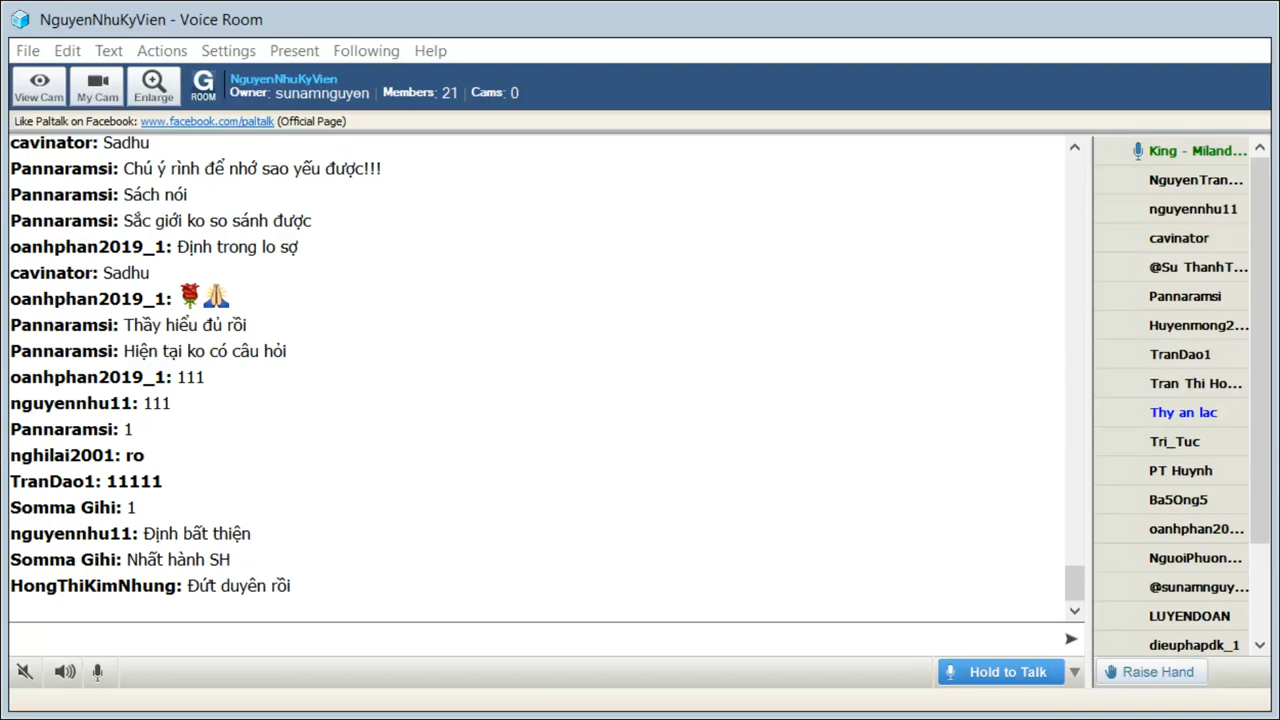 NguyenNhuKyVien - Voice Room
File Edit Text Actions Settings Present Following Help
View Cam My Cam Enlarge G ROOM
NguyenNhuKyVien
Owner: sunamnguyen Members: 21 Cams: 0
Like Paltalk on Facebook: www.facebook.com/paltalk (Official Page)
cavinator: Sadhu
Pannaramsi: Chú ý rình để nhớ sao yếu được!!!
Pannaramsi: Sách nói
Pannaramsi: Sắc giới ko so sánh được
oanhphan2019_1: Định trong lo sợ
cavinator: Sadhu
oanhphan2019_1: 🌹🙏
Pannaramsi: Thầy hiểu đủ rồi
Pannaramsi: Hiện tại ko có câu hỏi
oanhphan2019_1: 111
nguyennhu11: 111
Pannaramsi: 1
nghilai2001: ro
TranDao1: 11111
Somma Gihi: 1
nguyennhu11: Định bất thiện
Somma Gihi: Nhất hành SH
HongThiKimNhung: Đứt duyên rồi
King - Miland...
NguyenTran...
nguyennhu11
cavinator
@Su ThanhT...
Pannaramsi
Huyenmong2...
TranDao1
Tran Thi Ho...
Thy an lac
Tri_Tuc
PT Huynh
Ba5Ong5
oanhphan20...
NguoiPhuon...
@sunamnguy...
LUYENDOAN
dieuphapdk_1
Hold to Talk
Raise Hand